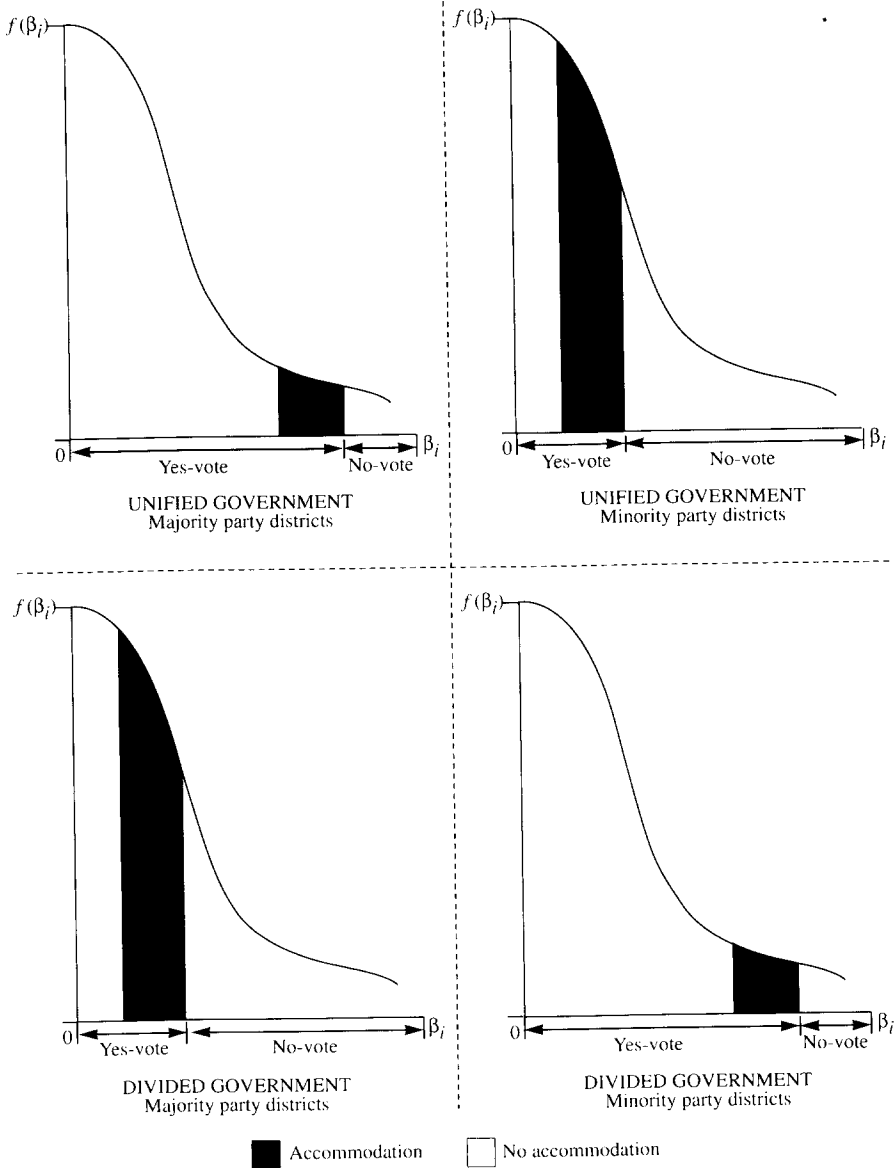 f(βi)
0
Yes-vote
No-vote
βi
UNIFIED GOVERNMENT
Majority party districts
f(βi)
0
Yes-vote
No-vote
βi
UNIFIED GOVERNMENT
Minority party districts
f(βi)
0
Yes-vote
No-vote
βi
DIVIDED GOVERNMENT
Majority party districts
f(βi)
0
Yes-vote
No-vote
βi
DIVIDED GOVERNMENT
Minority party districts
Accommodation
No accommodation